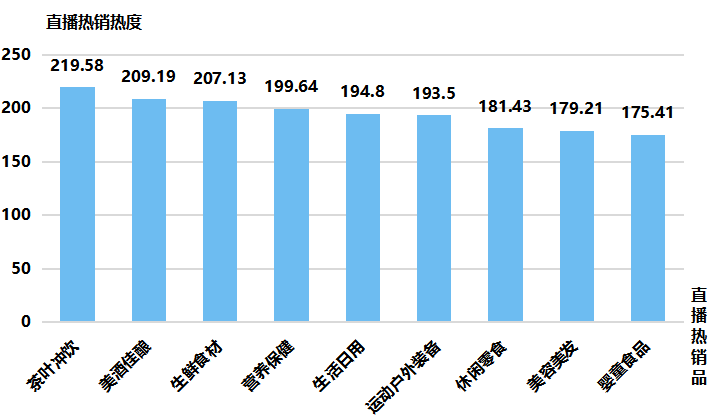 直播热销热度
250
200
150
100
50
0
219.58
209.19
207.13
199.64
194.8
193.5
181.43
179.21
175.41
茶叶冲饮
美酒佳酿
生鲜食材
营养保健
生活日用
运动户外装备
休闲零食
美容美发
婴童食品
直播热销品